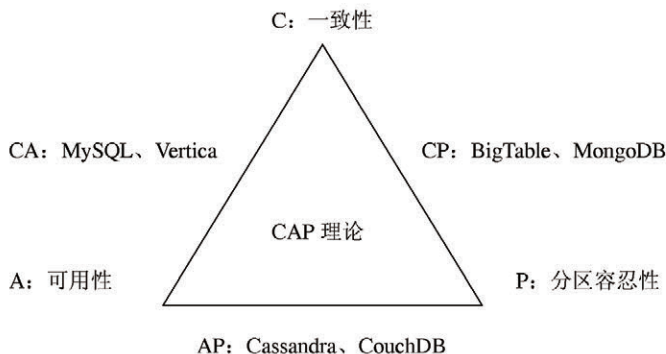 C：一致性
CA：MySQL、Vertica
CP：BigTable、MongoDB
CAP 理论
A：可用性
P：分区容忍性
AP：Cassandra、CouchDB